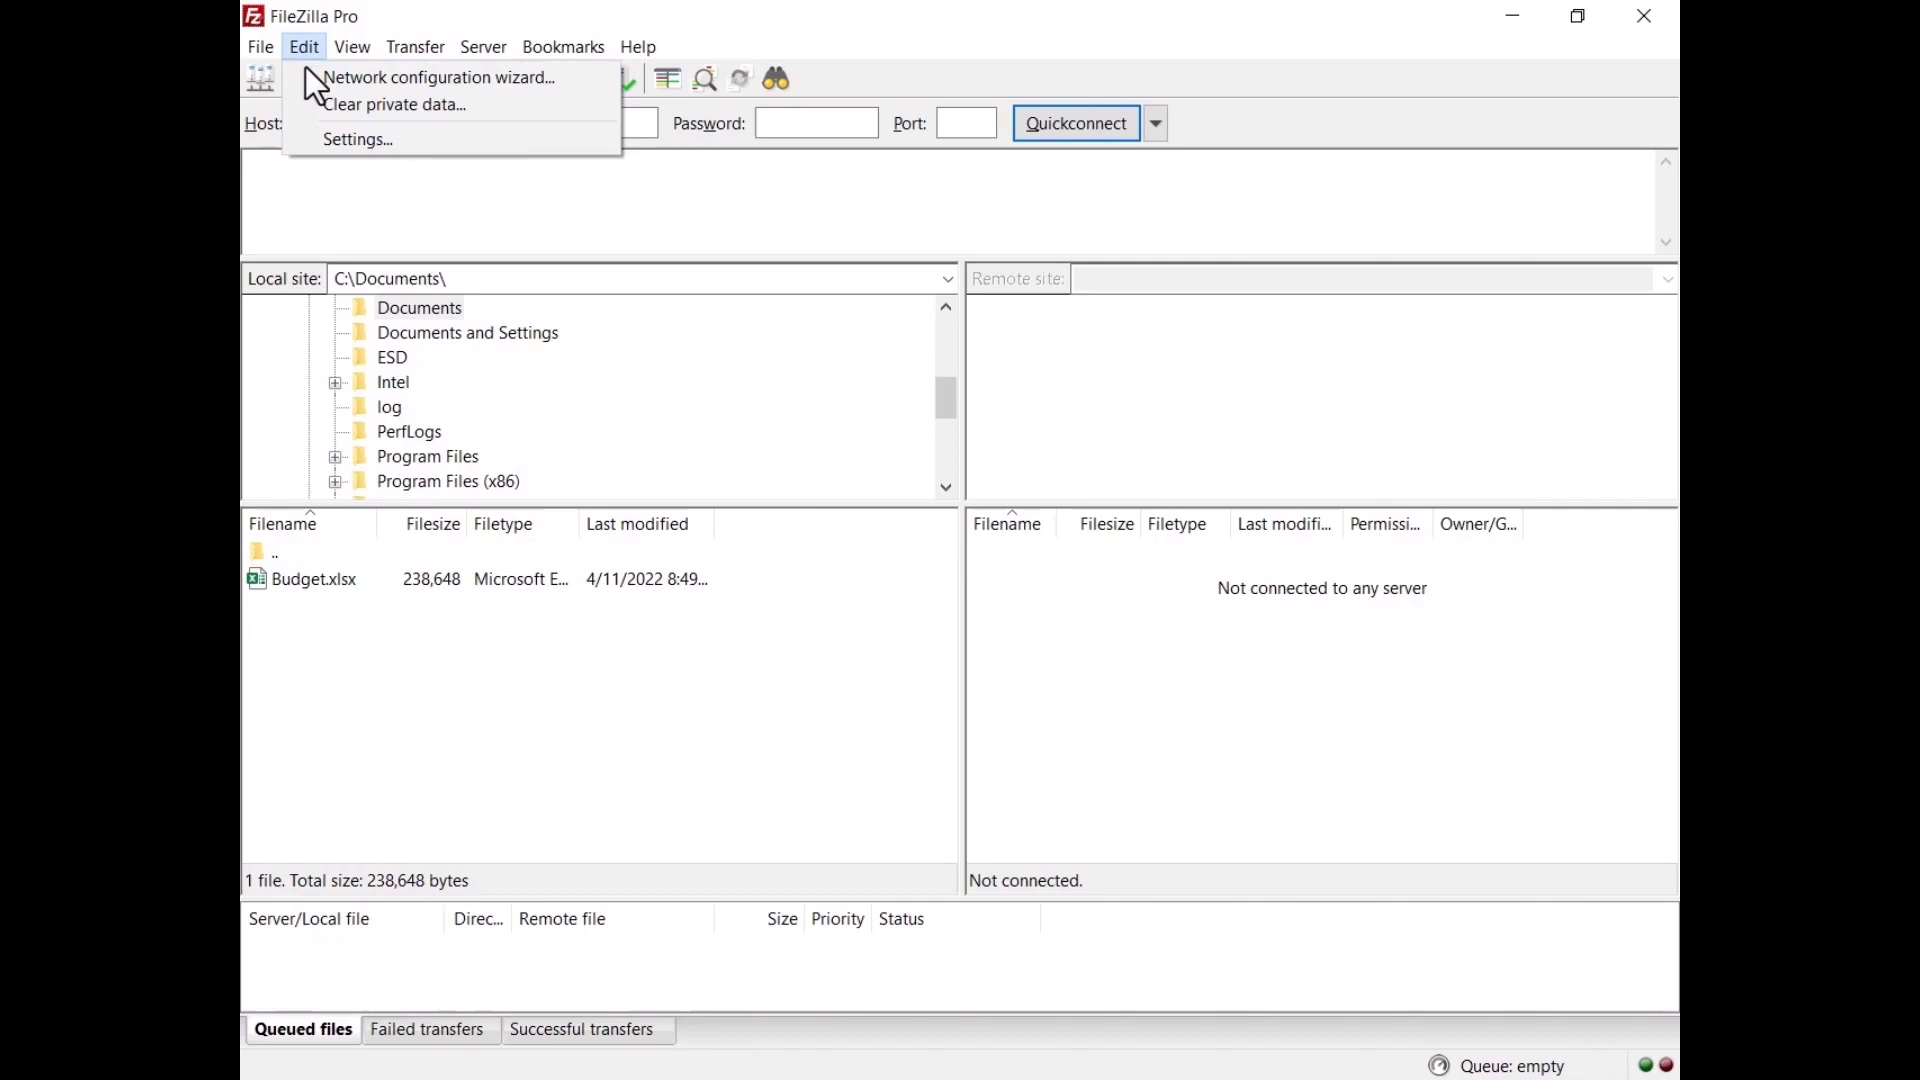 FileZilla Pro
File Edit View Transfer Server Bookmarks Help
Network configuration wizard...
Clear private data...
Settings...
Host: Password: Port: Quickconnect
Local site: C:\Documents\
Remote site:
Documents
Documents and Settings
ESD
Intel
log
PerfLogs
Program Files
Program Files (x86)
Filename Filesize Filetype Last modified
..
Budget.xlsx 238,648 Microsoft E... 4/11/2022 8:49...
1 file. Total size: 238,648 bytes
Filename Filesize Filetype Last modifi... Permissi... Owner/G...
Not connected to any server
Not connected.
Server/Local file Direc... Remote file Size Priority Status
Queued files Failed transfers Successful transfers
Queue: empty